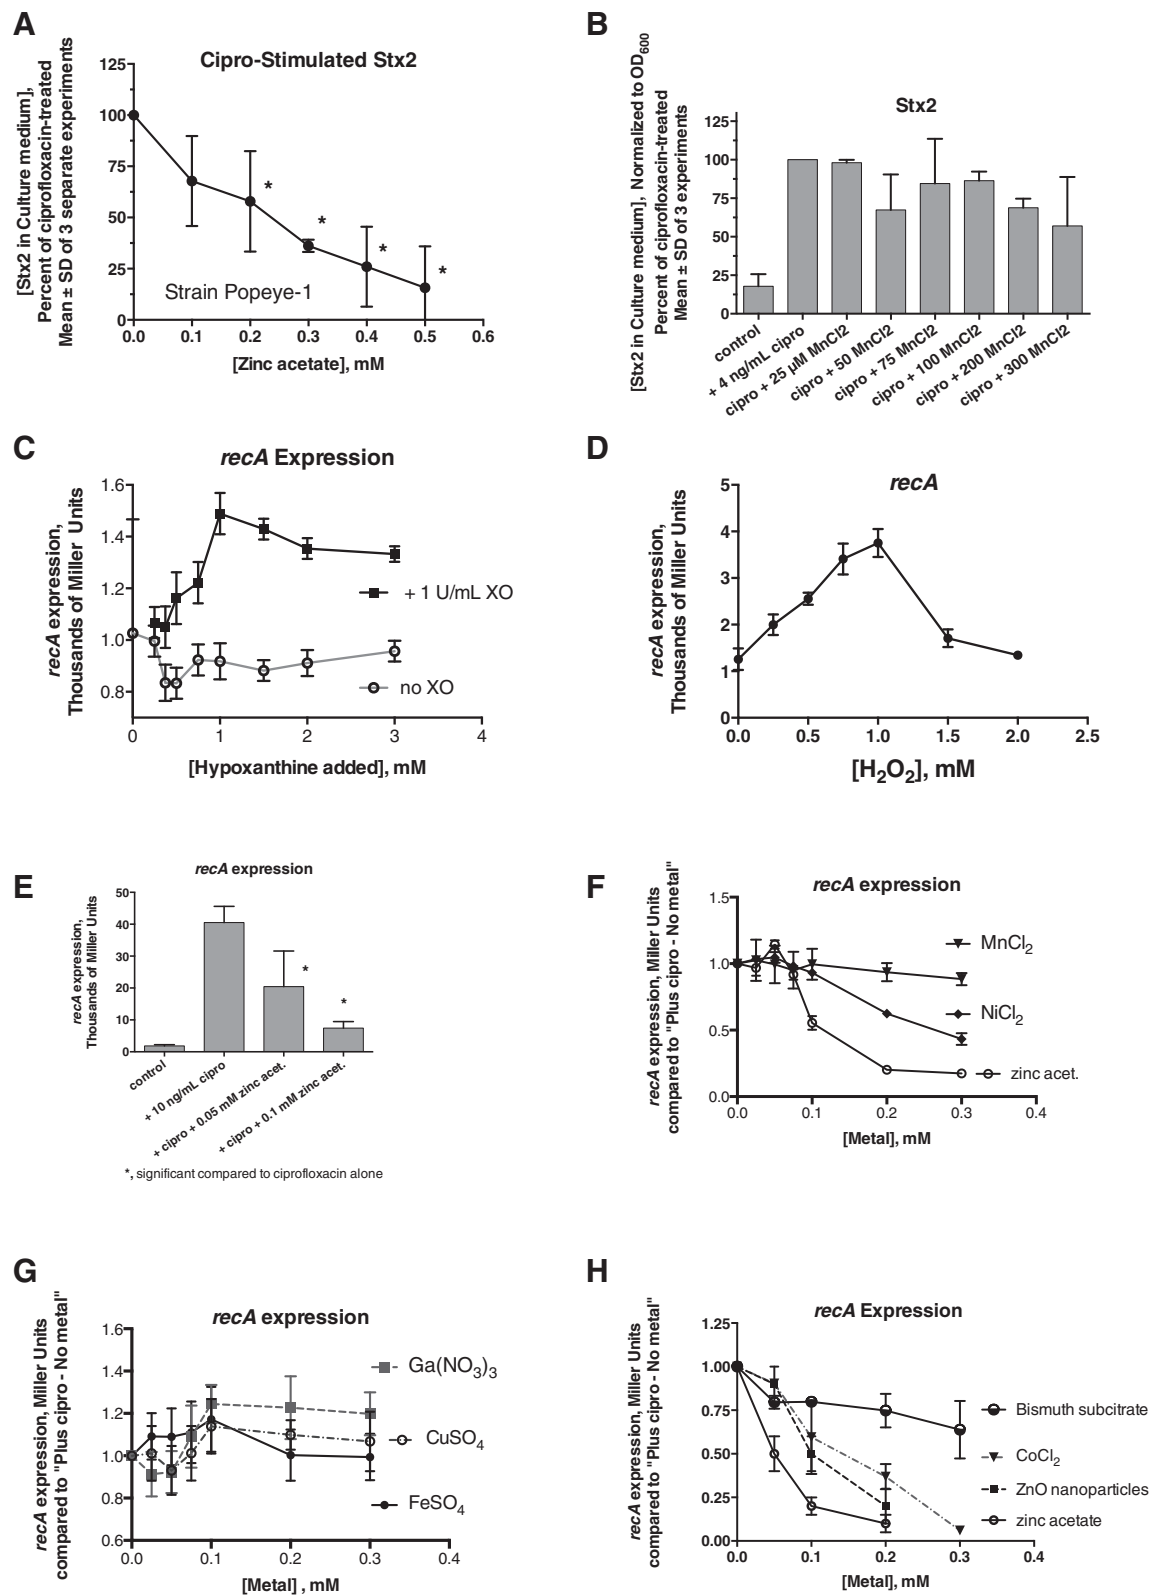 A
Cipro-Stimulated Stx2
[Stx2 in Culture medium],
Percent of ciprofloxacin-treated
Mean ± SD of 3 separate experiments
125
100
75
50
25
0
*
*
*
*
Strain Popeye-1
0.0 0.1 0.2 0.3 0.4 0.5 0.6
[Zinc acetate], mM
B
Stx2
[Stx2 in Culture medium], Normalized to OD600
Percent of ciprofloxacin-treated
Mean ± SD of 3 experiments
125
100
75
50
25
0
control
+ 4 ng/mL cipro
cipro + 25 µM MnCl2
cipro + 50 MnCl2
cipro + 75 MnCl2
cipro + 100 MnCl2
cipro + 200 MnCl2
cipro + 300 MnCl2
C
recA Expression
recA expression,
Thousands of Miller Units
1.6
1.4
1.2
1.0
0.8
+ 1 U/mL XO
no XO
0 1 2 3 4
[Hypoxanthine added], mM
D
recA
recA expression,
Thousands of Miller Units
5
4
3
2
1
0
0.0 0.5 1.0 1.5 2.0 2.5
[H2O2], mM
E
recA expression
recA expression,
Thousands of Miller Units
50
40
30
20
10
0
*
*
control
+ 10 ng/mL cipro
+ cipro + 0.05 mM zinc acet.
+ cipro + 0.1 mM zinc acet.
*, significant compared to ciprofloxacin alone
F
recA expression
recA expression, Miller Units
compared to "Plus cipro - No metal"
1.5
1.0
0.5
0.0
MnCl2
NiCl2
zinc acet.
0.0 0.1 0.2 0.3 0.4
[Metal], mM
G
recA expression
recA expression, Miller Units
compared to "Plus cipro - No metal"
1.6
1.4
1.2
1.0
0.8
0.6
Ga(NO3)3
CuSO4
FeSO4
0.0 0.1 0.2 0.3 0.4
[Metal] , mM
H
recA Expression
recA expression, Miller Units
compared to "Plus cipro - No metal"
1.25
1.00
0.75
0.50
0.25
0.00
Bismuth subcitrate
CoCl2
ZnO nanoparticles
zinc acetate
0.0 0.1 0.2 0.3 0.4
[Metal], mM